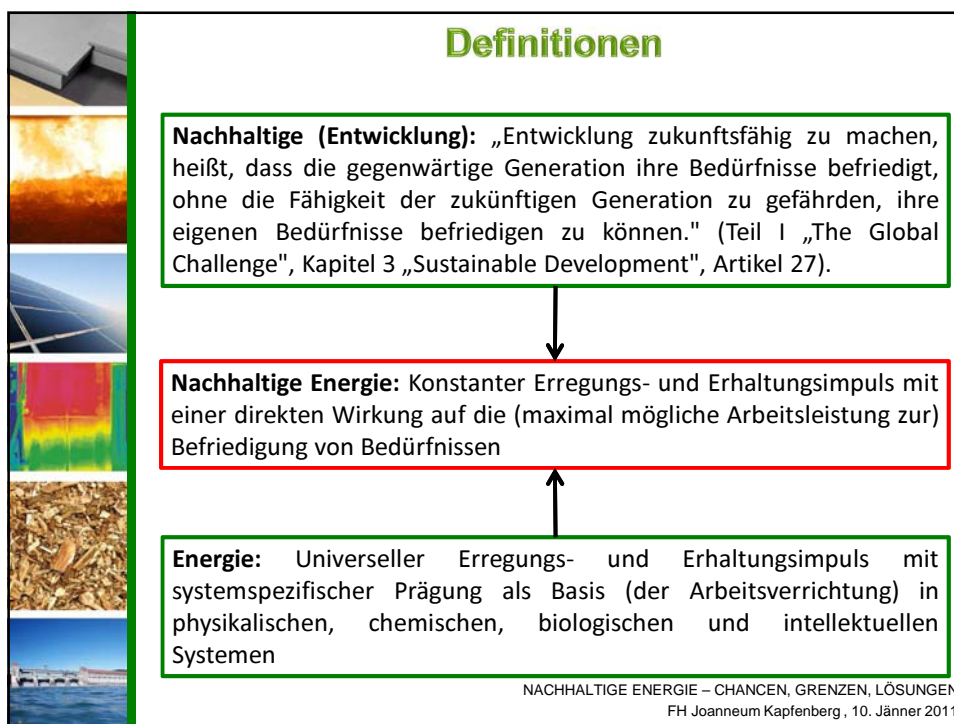 Definitionen
Nachhaltige (Entwicklung): „Entwicklung zukunftsfähig zu machen,
heißt, dass die gegenwärtige Generation ihre Bedürfnisse befriedigt,
ohne die Fähigkeit der zukünftigen Generation zu gefährden, ihre
eigenen Bedürfnisse befriedigen zu können." (Teil I „The Global
Challenge", Kapitel 3 „Sustainable Development", Artikel 27).
Nachhaltige Energie: Konstanter Erregungs- und Erhaltungsimpuls mit
einer direkten Wirkung auf die (maximal mögliche Arbeitsleistung zur)
Befriedigung von Bedürfnissen
Energie: Universeller Erregungs- und Erhaltungsimpuls mit
systemspezifischer Prägung als Basis (der Arbeitsverrichtung) in
physikalischen, chemischen, biologischen und intellektuellen
Systemen
NACHHALTIGE ENERGIE – CHANCEN, GRENZEN, LÖSUNGEN
FH Joanneum Kapfenberg , 10. Jänner 2011